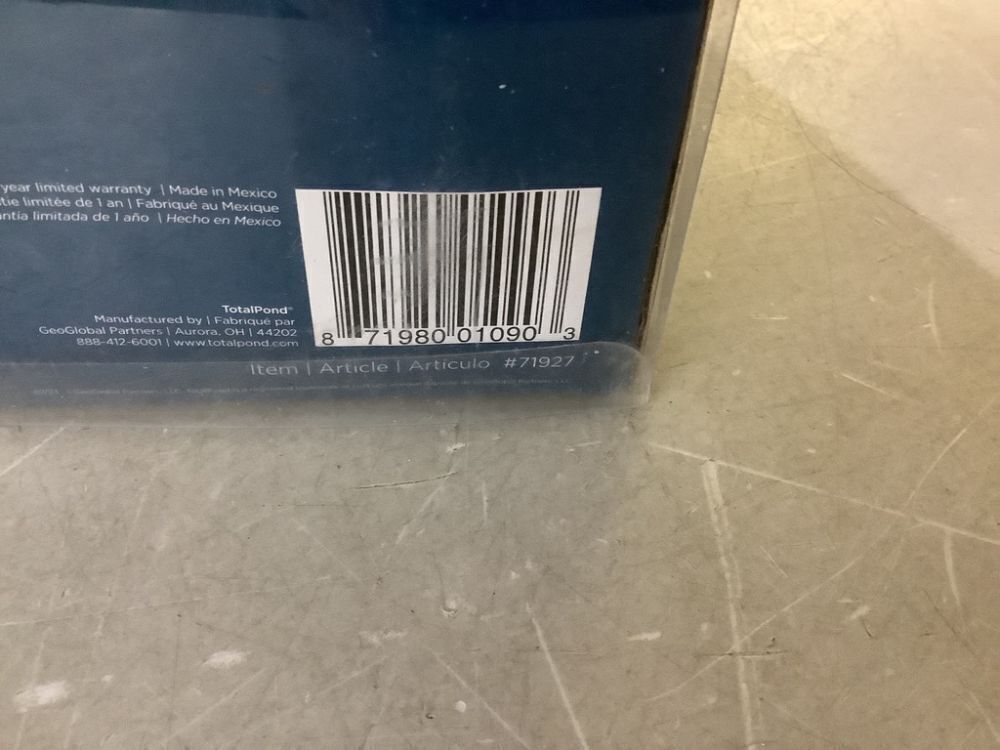 year limited warranty | Made in Mexico
tie limitée de 1 an | Fabriqué au Mexique
antía limitada de 1 año | Hecho en Mexico
TotalPond®
Manufactured by | Fabriqué par
GeoGlobal Partners | Aurora, OH | 44202
888-412-6001 | www.totalpond.com
8 71980 01090 3
Item | Article | Artículo #71927